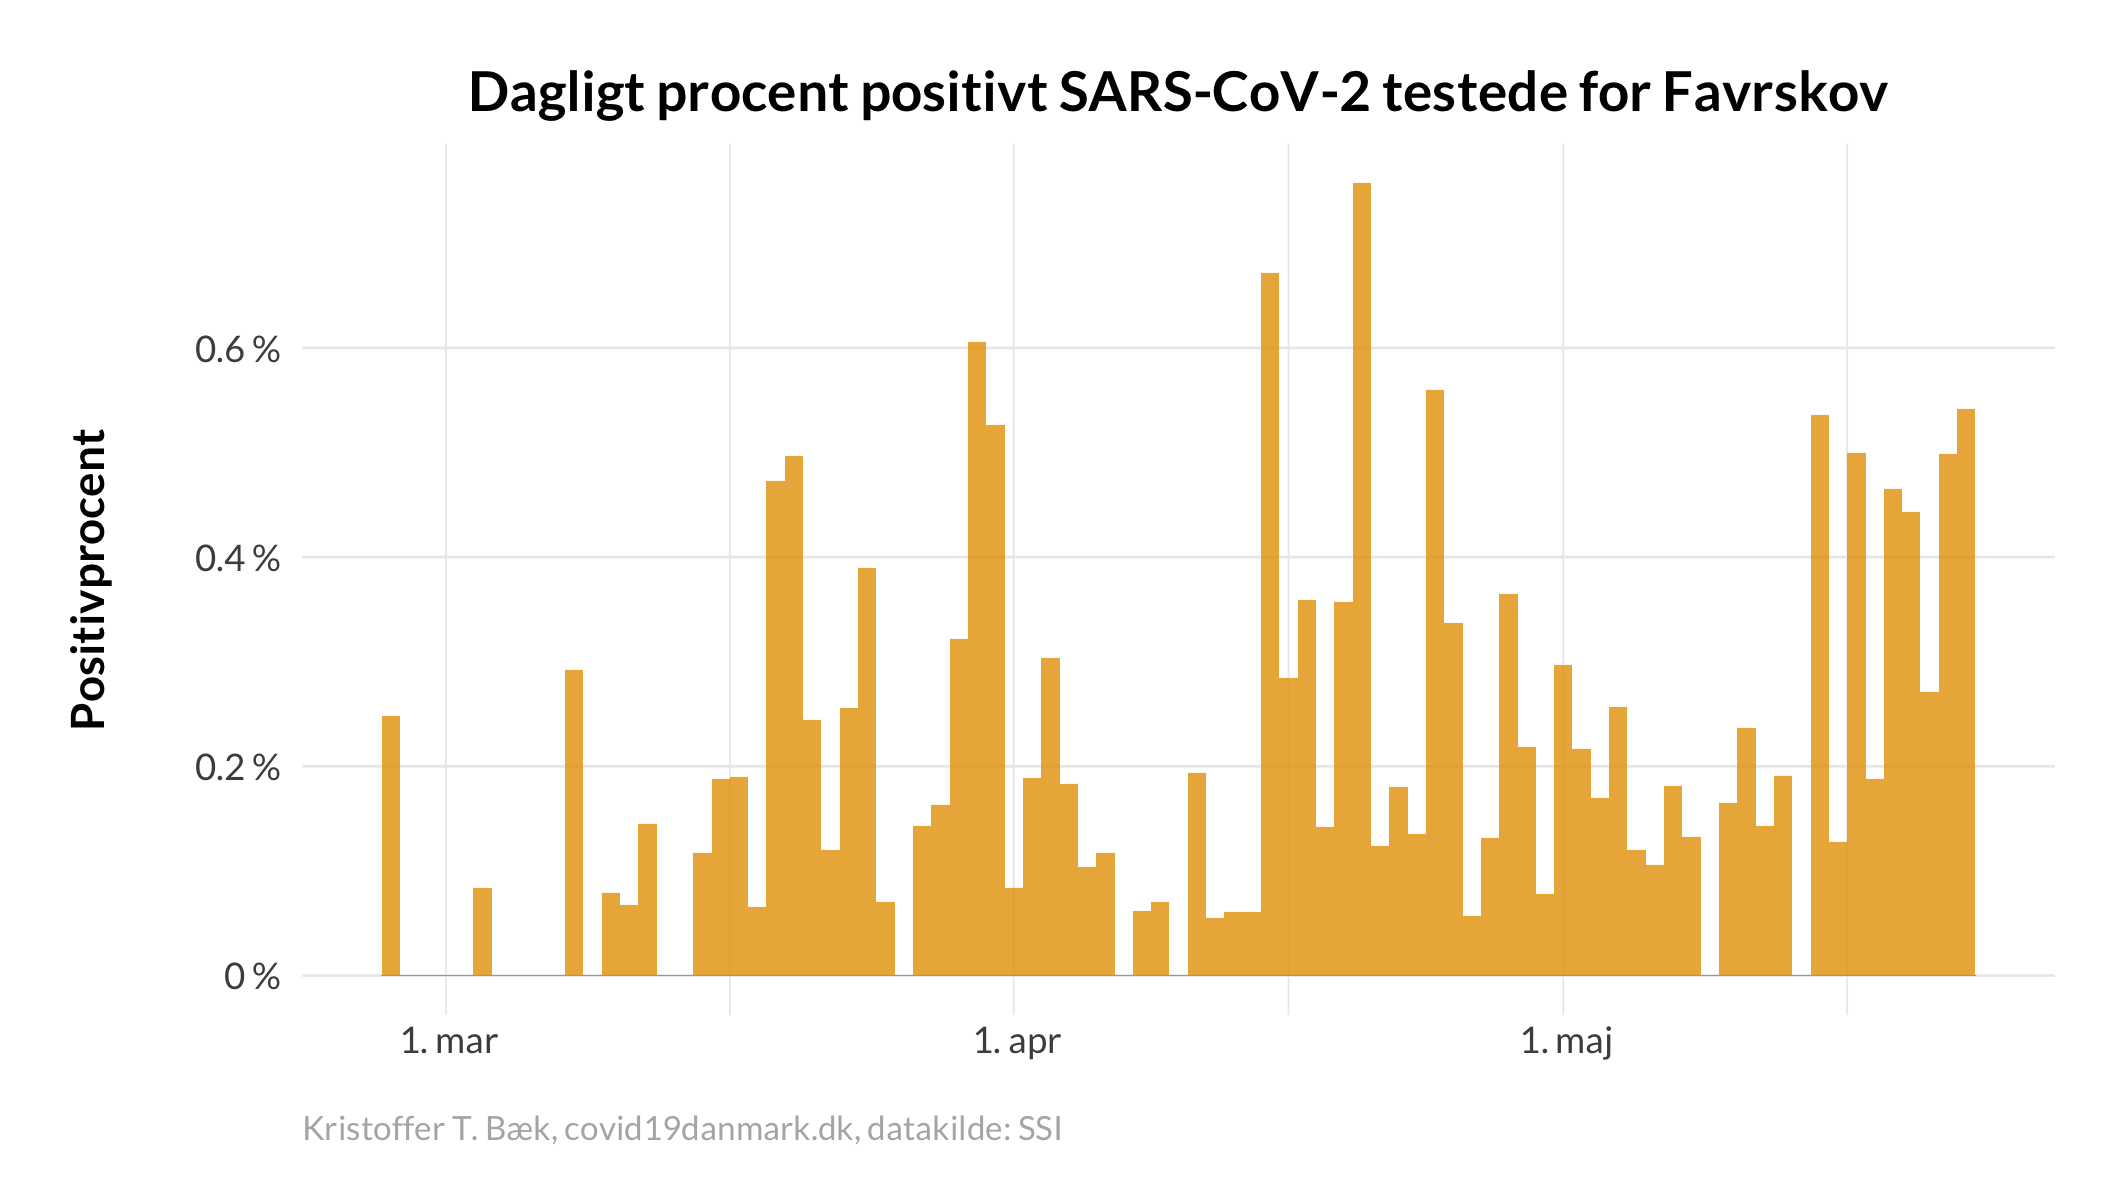 Dagligt procent positivt SARS-CoV-2 testede for Favrskov
Positivprocent
0.6 %
0.4 %
0.2 %
0 %
1. mar
1. apr
1. maj
Kristoffer T. Bæk, covid19danmark.dk, datakilde: SSI